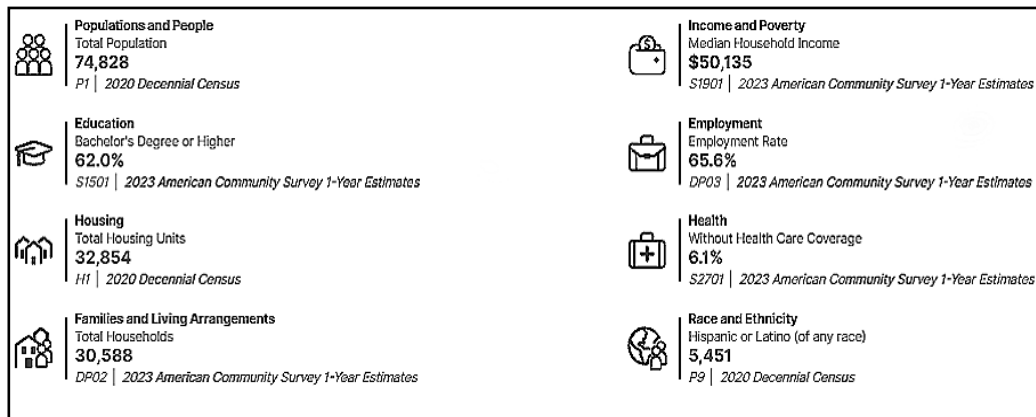 Populations and People
Total Population
74,828
P1 | 2020 Decennial Census
Education
Bachelor's Degree or Higher
62.0%
S1501 | 2023 American Community Survey 1-Year Estimates
Housing
Total Housing Units
32,854
H1 | 2020 Decennial Census
Families and Living Arrangements
Total Households
30,588
DP02 | 2023 American Community Survey 1-Year Estimates
Income and Poverty
Median Household Income
$50,135
S1901 | 2023 American Community Survey 1-Year Estimates
Employment
Employment Rate
65.6%
DP03 | 2023 American Community Survey 1-Year Estimates
Health
Without Health Care Coverage
6.1%
S2701 | 2023 American Community Survey 1-Year Estimates
Race and Ethnicity
Hispanic or Latino (of any race)
5,451
P9 | 2020 Decennial Census